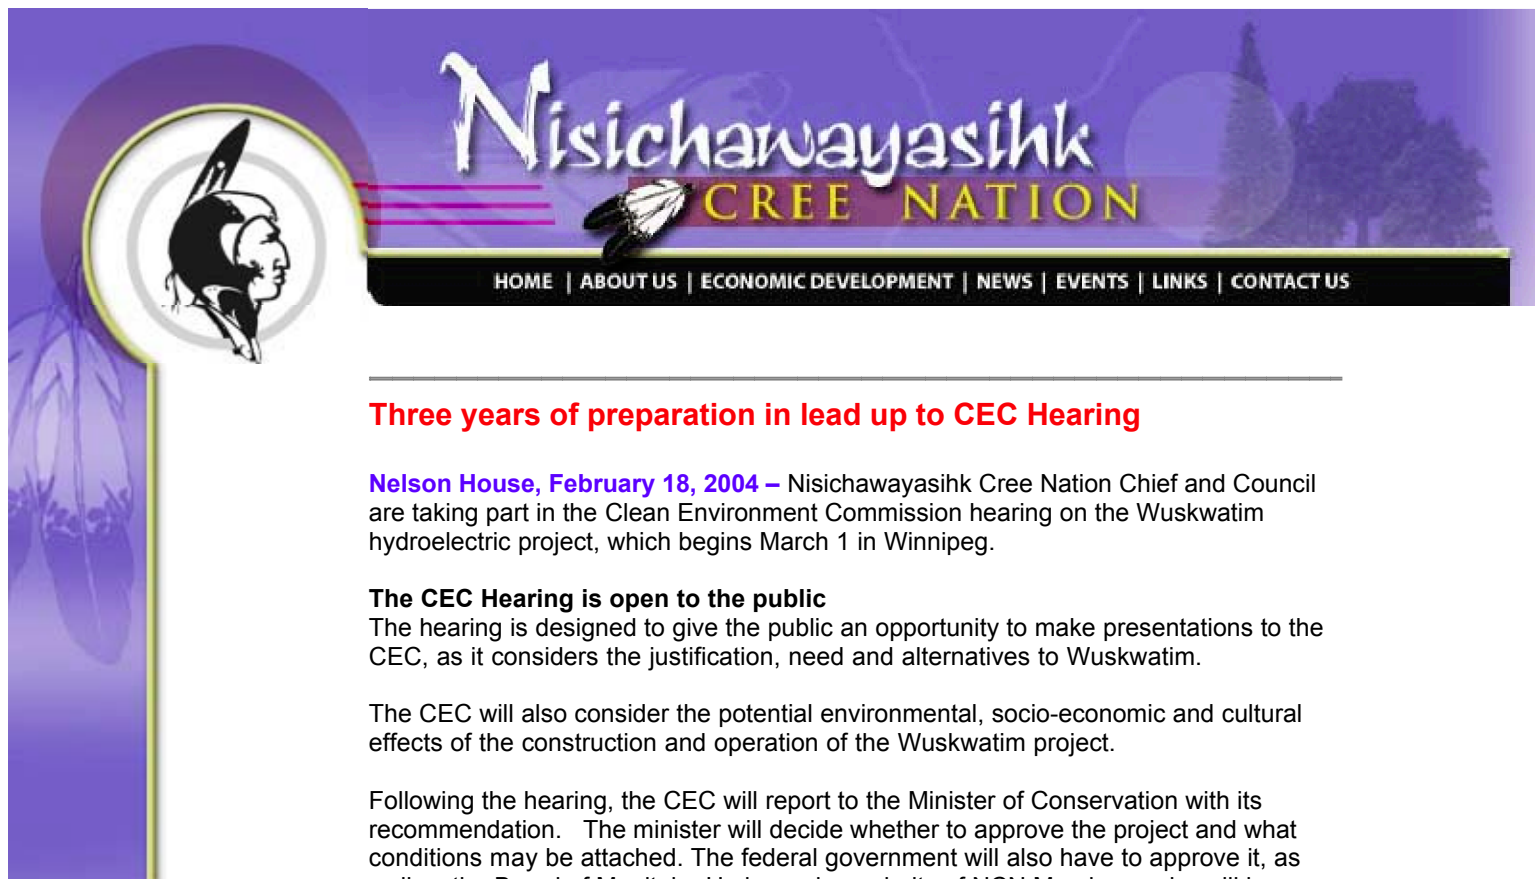 Nisichawayasihk
CREE NATION
HOME | ABOUT US | ECONOMIC DEVELOPMENT | NEWS | EVENTS | LINKS | CONTACT US
Three years of preparation in lead up to CEC Hearing
Nelson House, February 18, 2004 – Nisichawayasihk Cree Nation Chief and Council
are taking part in the Clean Environment Commission hearing on the Wuskwatim
hydroelectric project, which begins March 1 in Winnipeg.
The CEC Hearing is open to the public
The hearing is designed to give the public an opportunity to make presentations to the
CEC, as it considers the justification, need and alternatives to Wuskwatim.
The CEC will also consider the potential environmental, socio-economic and cultural
effects of the construction and operation of the Wuskwatim project.
Following the hearing, the CEC will report to the Minister of Conservation with its
recommendation.   The minister will decide whether to approve the project and what
conditions may be attached. The federal government will also have to approve it, as